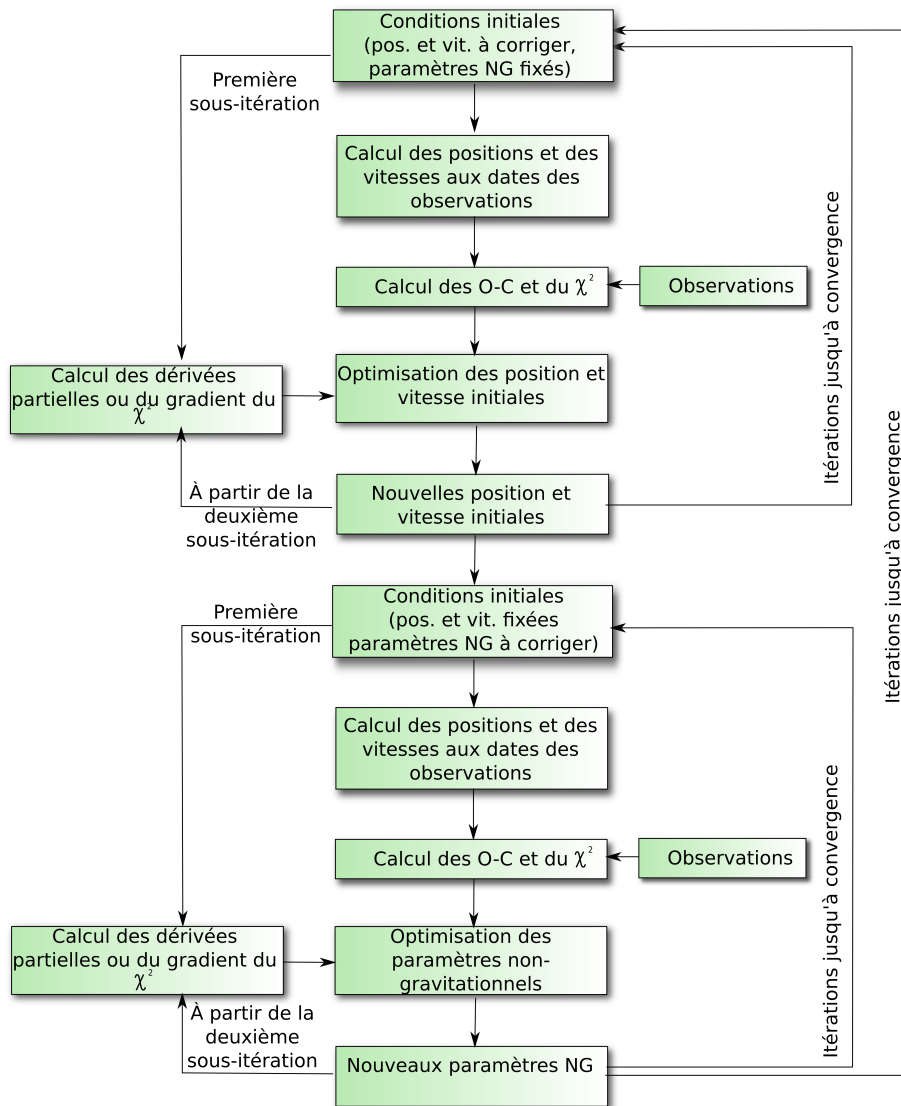 Conditions initiales
(pos. et vit. à corriger,
paramètres NG fixés)
Première
sous-itération
Calcul des positions et des
vitesses aux dates des
observations
Calcul des O-C et du χ²
Observations
Itérations jusqu'à convergence
Calcul des dérivées
partielles ou du gradient du
χ²
Optimisation des position et
vitesse initiales
À partir de la
deuxième
sous-itération
Nouvelles position et
vitesse initiales
Itérations jusqu'à convergence
Conditions initiales
(pos. et vit. fixées
paramètres NG à corriger)
Première
sous-itération
Calcul des positions et des
vitesses aux dates des
observations
Calcul des O-C et du χ²
Observations
Itérations jusqu'à convergence
Calcul des dérivées
partielles ou du gradient du
χ²
Optimisation des
paramètres non-
gravitationnels
À partir de la
deuxième
sous-itération
Nouveaux paramètres NG